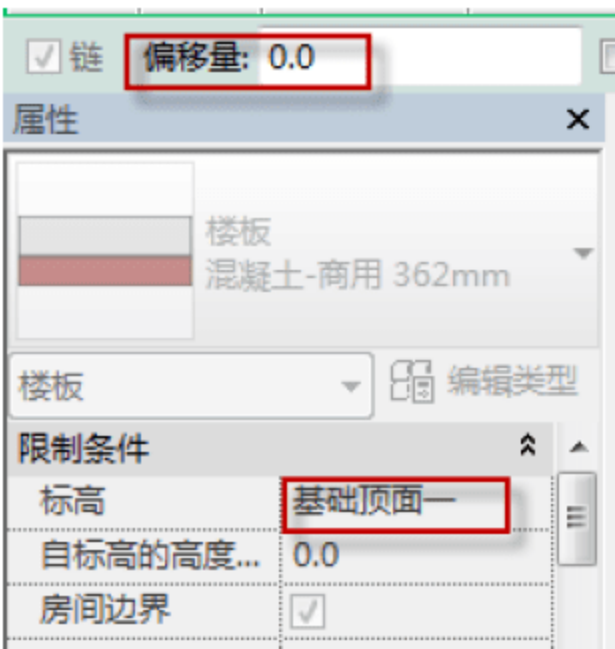 链 偏移量: 0.0
属性
楼板
混凝土-商用 362mm
楼板 编辑类型
限制条件
标高 基础顶面一
自标高的高度... 0.0
房间边界